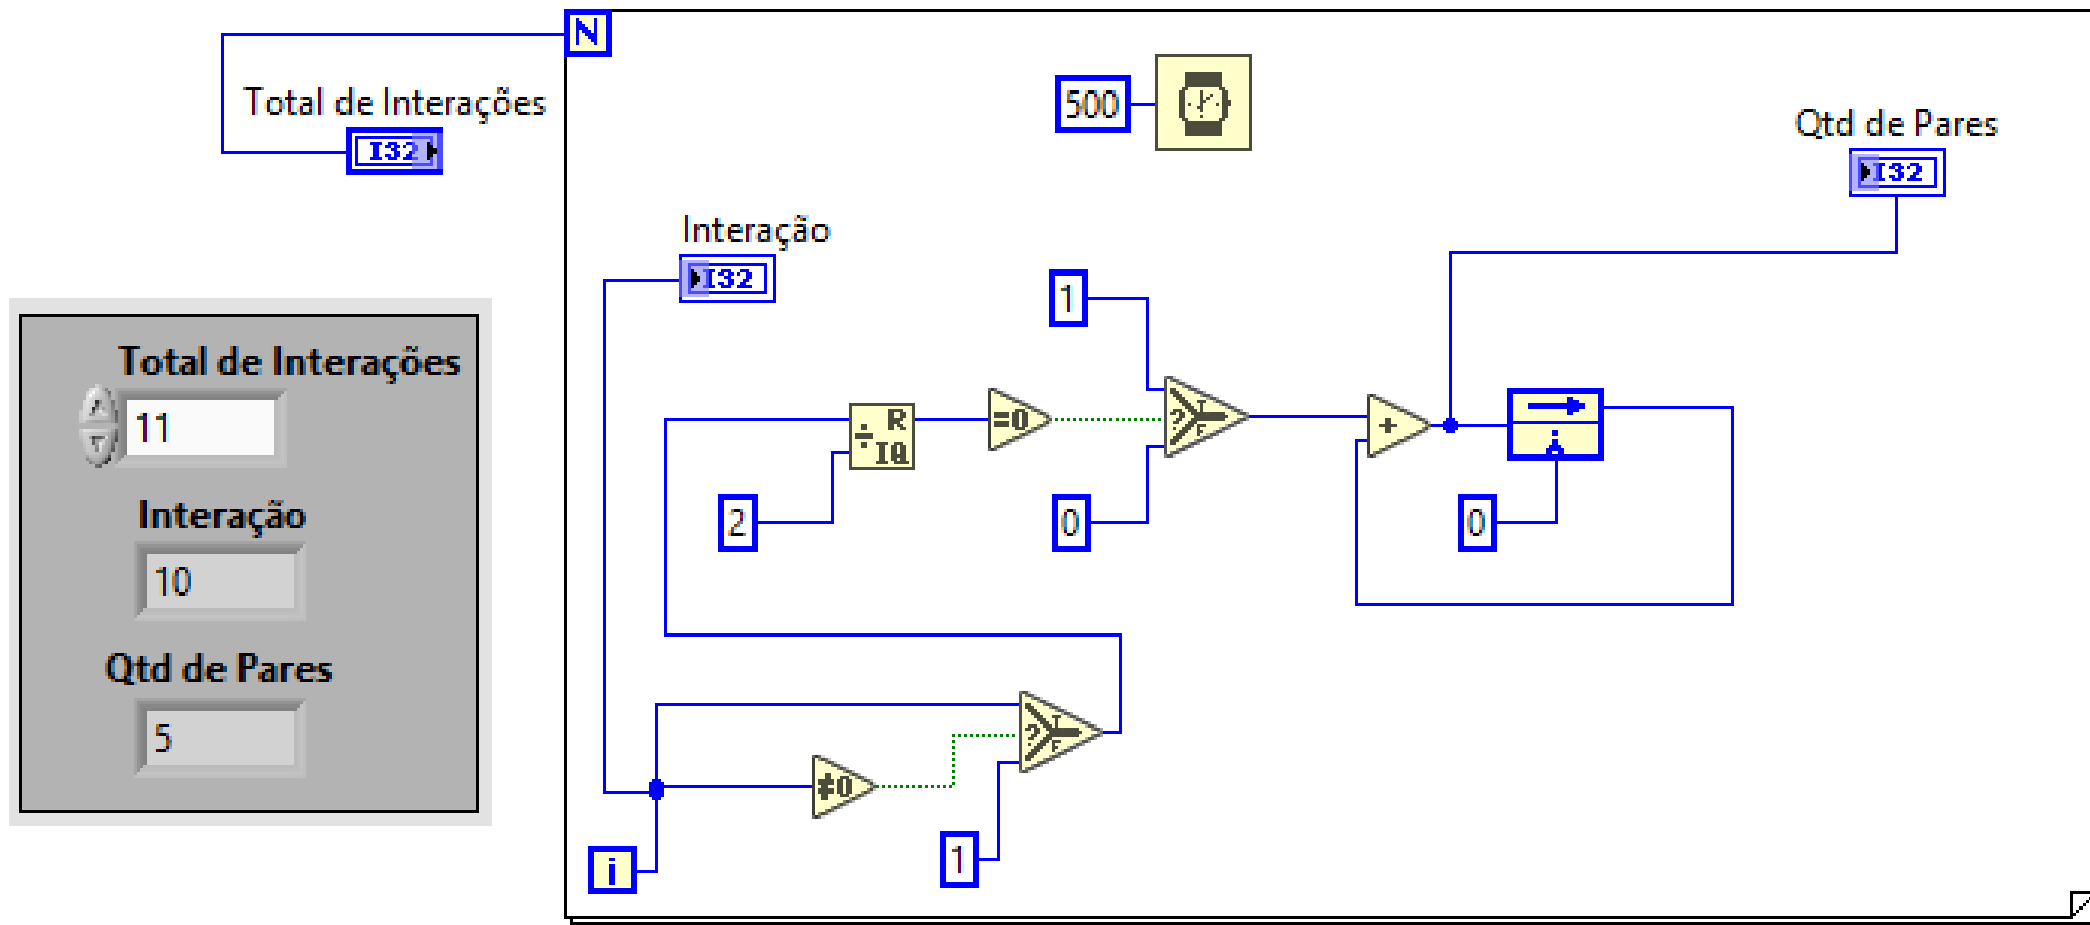 N
Total de Interações
I32
500
Qtd de Pares
I32
Interação
I32
1
R
IQ
=0
?
T
F
+
2
0
0
Total de Interações
11
Interação
10
Qtd de Pares
5
?
T
F
≠0
1
i